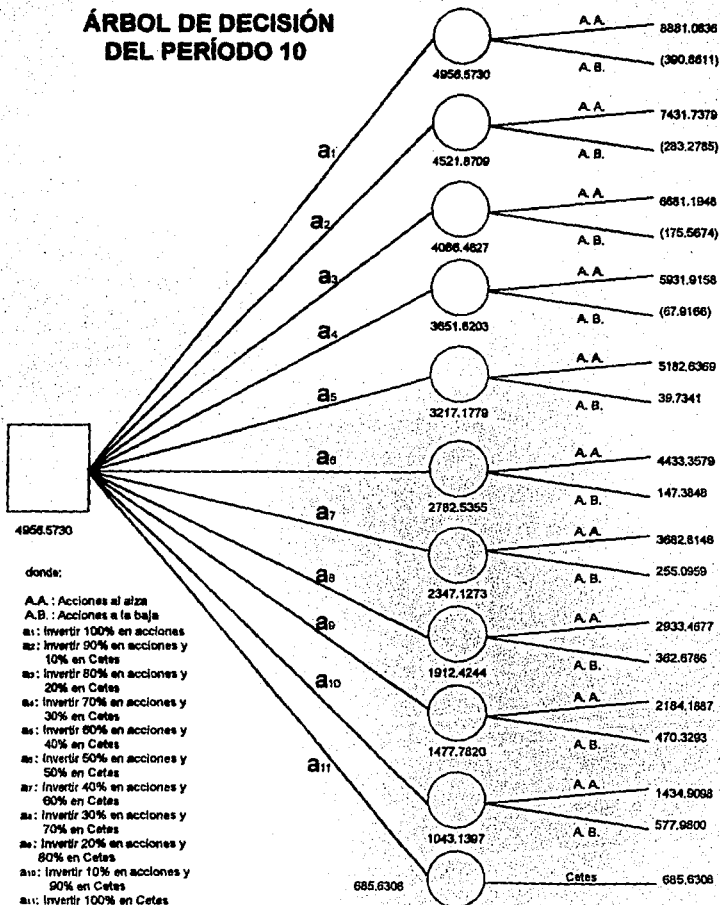 ÁRBOL DE DECISIÓN
DEL PERÍODO 10
A. A.
8881.0836
4956.5730
A. B.
(390.8811)
A. A.
7431.7379
a1
4521.8709
A. B.
(283.2785)
A. A.
6681.1948
a2
4086.4627
A. B.
(175.5674)
a3
A. A.
5931.9158
a4
3651.8203
A. B.
(67.9166)
A. A.
5182.6369
a5
3217.1779
A. B.
39.7341
A. A.
4433.3579
a6
2782.5355
A. B.
147.3848
a7
A. A.
3682.8148
4956.5730
2347.1273
A. B.
255.0959
a8
A. A.
2933.4677
a9
1912.4244
A. B.
362.6786
A. A.
2184.1887
a10
1477.7820
A. B.
470.3293
a11
A. A.
1434.9098
1043.1397
A. B.
577.9800
685.6308
Cetes
685.6308
donde:
A.A. : Acciones al alza
A.B. : Acciones a la baja
a1: Invertir 100% en acciones
a2: Invertir 90% en acciones y
10% en Cetes
a3: Invertir 80% en acciones y
20% en Cetes
a4: Invertir 70% en acciones y
30% en Cetes
a5: Invertir 60% en acciones y
40% en Cetes
a6: Invertir 50% en acciones y
50% en Cetes
a7: Invertir 40% en acciones y
60% en Cetes
a8: Invertir 30% en acciones y
70% en Cetes
a9: Invertir 20% en acciones y
80% en Cetes
a10: Invertir 10% en acciones y
90% en Cetes
a11: Invertir 100% en Cetes